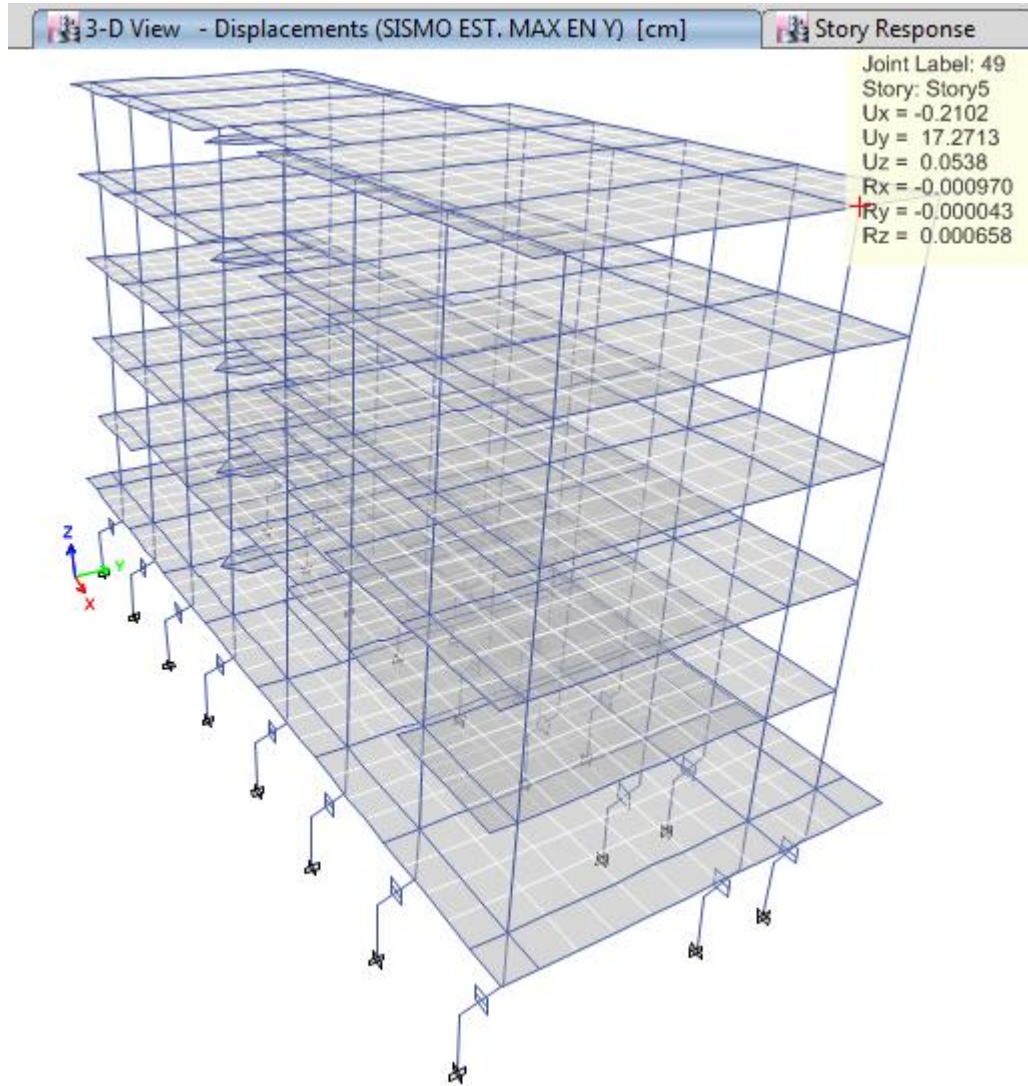 3-D View - Displacements (SISMO EST. MAX EN Y) [cm]
Story Response
Joint Label: 49
Story: Story5
Ux = -0.2102
Uy = 17.2713
Uz = 0.0538
Rx = -0.000970
Ry = -0.000043
Rz = 0.000658
Z
Y
X